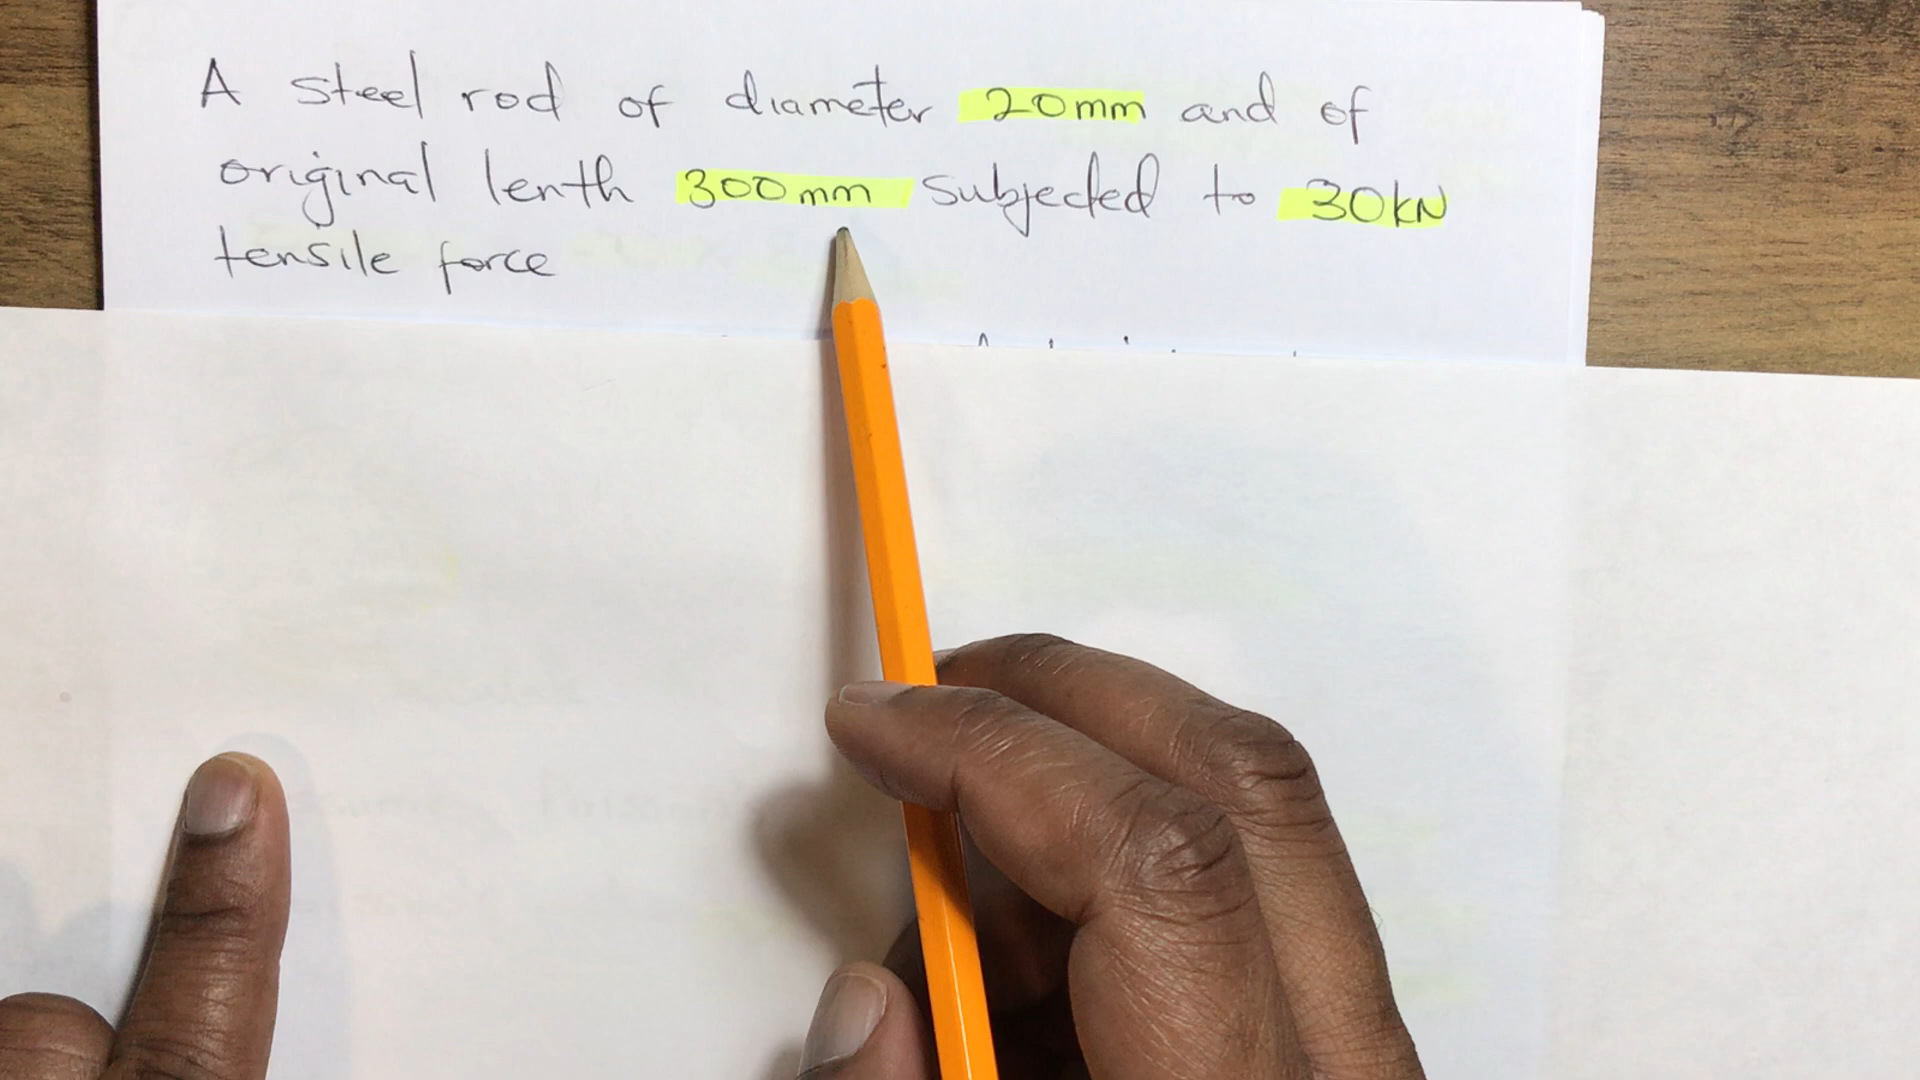 A steel rod of diameter 20mm and of
original lenth 300mm subjected to 30kN
tensile force